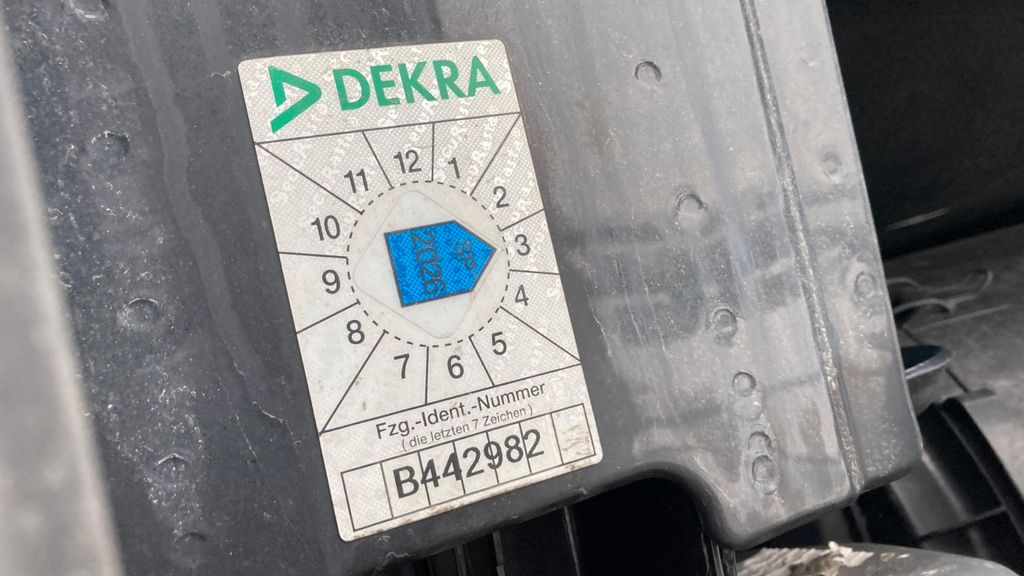 DEKRA
12
1
2
3
4
5
6
7
8
9
10
11
SP
2026
Fzg.-Ident.-Nummer
(die letzten 7 Zeichen)
B442982